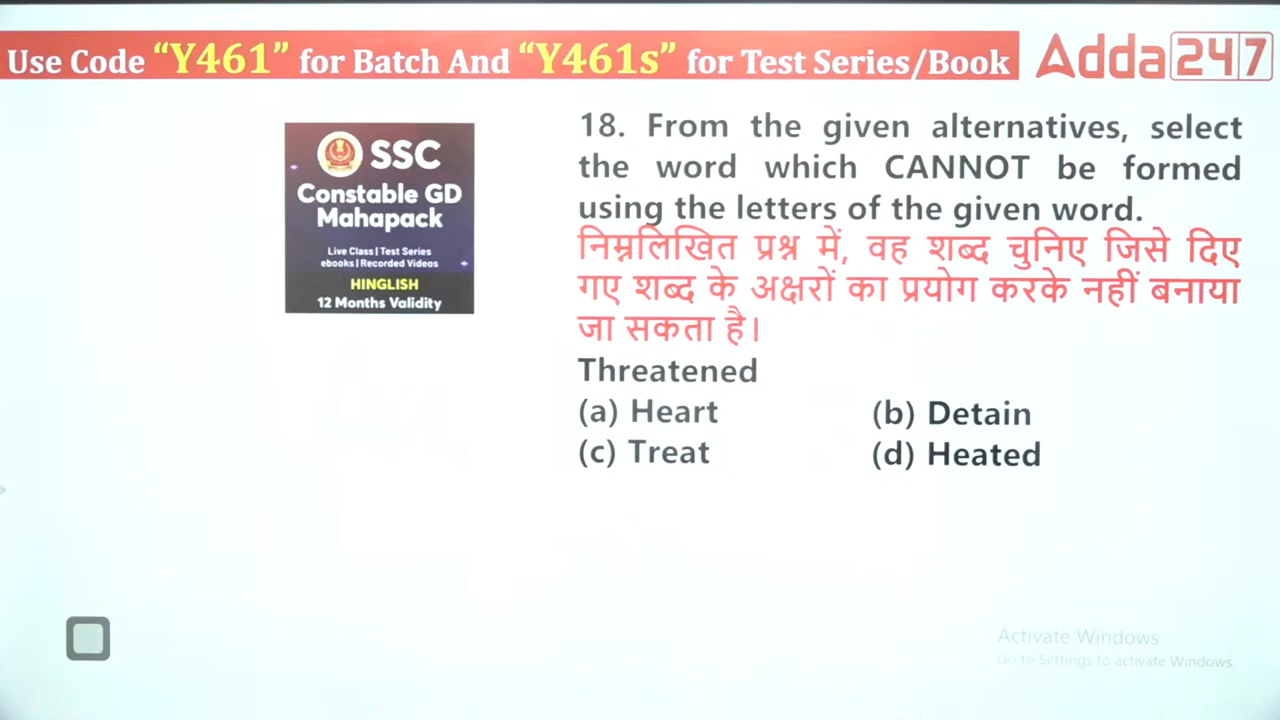 Use Code “Y461” for Batch And “Y461s” for Test Series/Book
Adda247
SSC
Constable GD
Mahapack
Live Class | Test Series
ebooks | Recorded Videos
HINGLISH
12 Months Validity
18. From the given alternatives, select
the word which CANNOT be formed
using the letters of the given word.
निम्नलिखित प्रश्न में, वह शब्द चुनिए जिसे दिए
गए शब्द के अक्षरों का प्रयोग करके नहीं बनाया
जा सकता है।
Threatened
(a) Heart (b) Detain
(c) Treat (d) Heated
Activate Windows
Go to Settings to activate Windows.